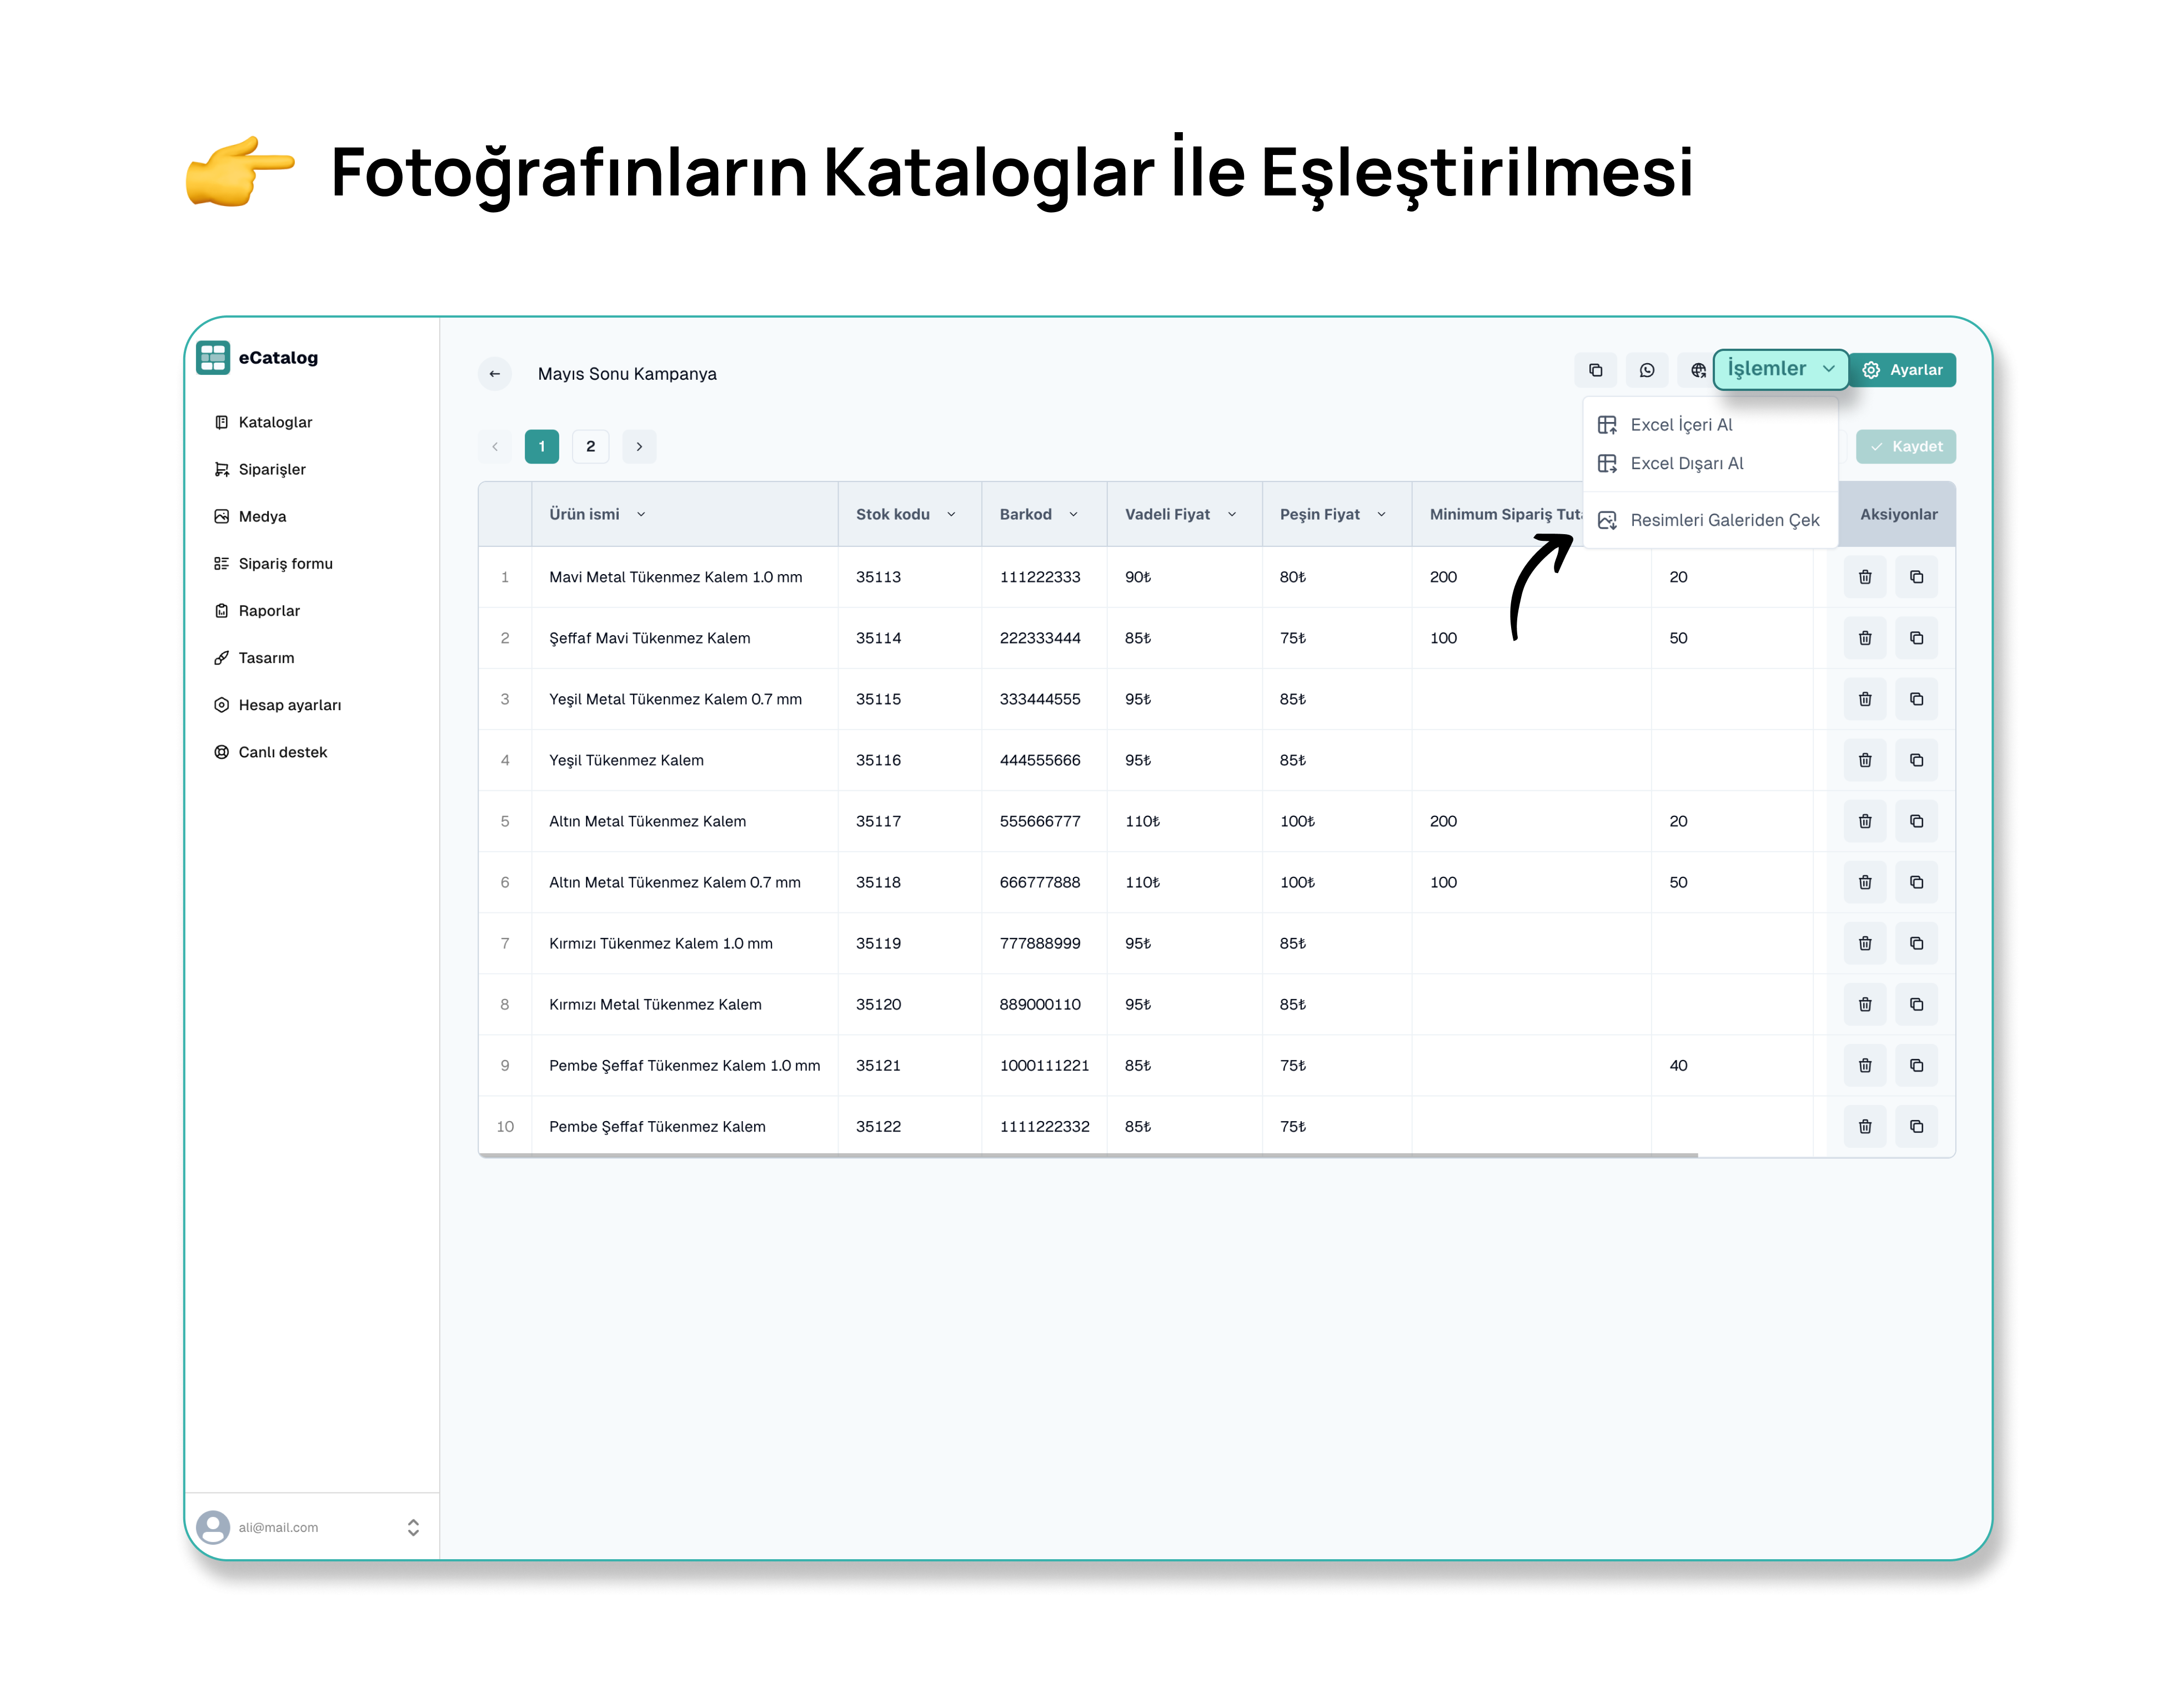 Fotoğrafınların Kataloglar İle Eşleştirilmesi
eCatalog
Kataloglar
Siparişler
Medya
Sipariş formu
Raporlar
Tasarım
Hesap ayarları
Canlı destek
ali@mail.com
Mayıs Sonu Kampanya
İşlemler
Ayarlar
Excel İçeri Al
Excel Dışarı Al
Resimleri Galeriden Çek
1 2
Kaydet
Ürün ismi Stok kodu Barkod Vadeli Fiyat Peşin Fiyat Minimum Sipariş Aksiyonlar
1 Mavi Metal Tükenmez Kalem 1.0 mm 35113 111222333 90₺ 80₺ 200 20
2 Şeffaf Mavi Tükenmez Kalem 35114 222333444 85₺ 75₺ 100 50
3 Yeşil Metal Tükenmez Kalem 0.7 mm 35115 333444555 95₺ 85₺
4 Yeşil Tükenmez Kalem 35116 444555666 95₺ 85₺
5 Altın Metal Tükenmez Kalem 35117 555666777 110₺ 100₺ 200 20
6 Altın Metal Tükenmez Kalem 0.7 mm 35118 666777888 110₺ 100₺ 100 50
7 Kırmızı Tükenmez Kalem 1.0 mm 35119 777888999 95₺ 85₺
8 Kırmızı Metal Tükenmez Kalem 35120 889000110 95₺ 85₺
9 Pembe Şeffaf Tükenmez Kalem 1.0 mm 35121 1000111221 85₺ 75₺ 40
10 Pembe Şeffaf Tükenmez Kalem 35122 1111222332 85₺ 75₺